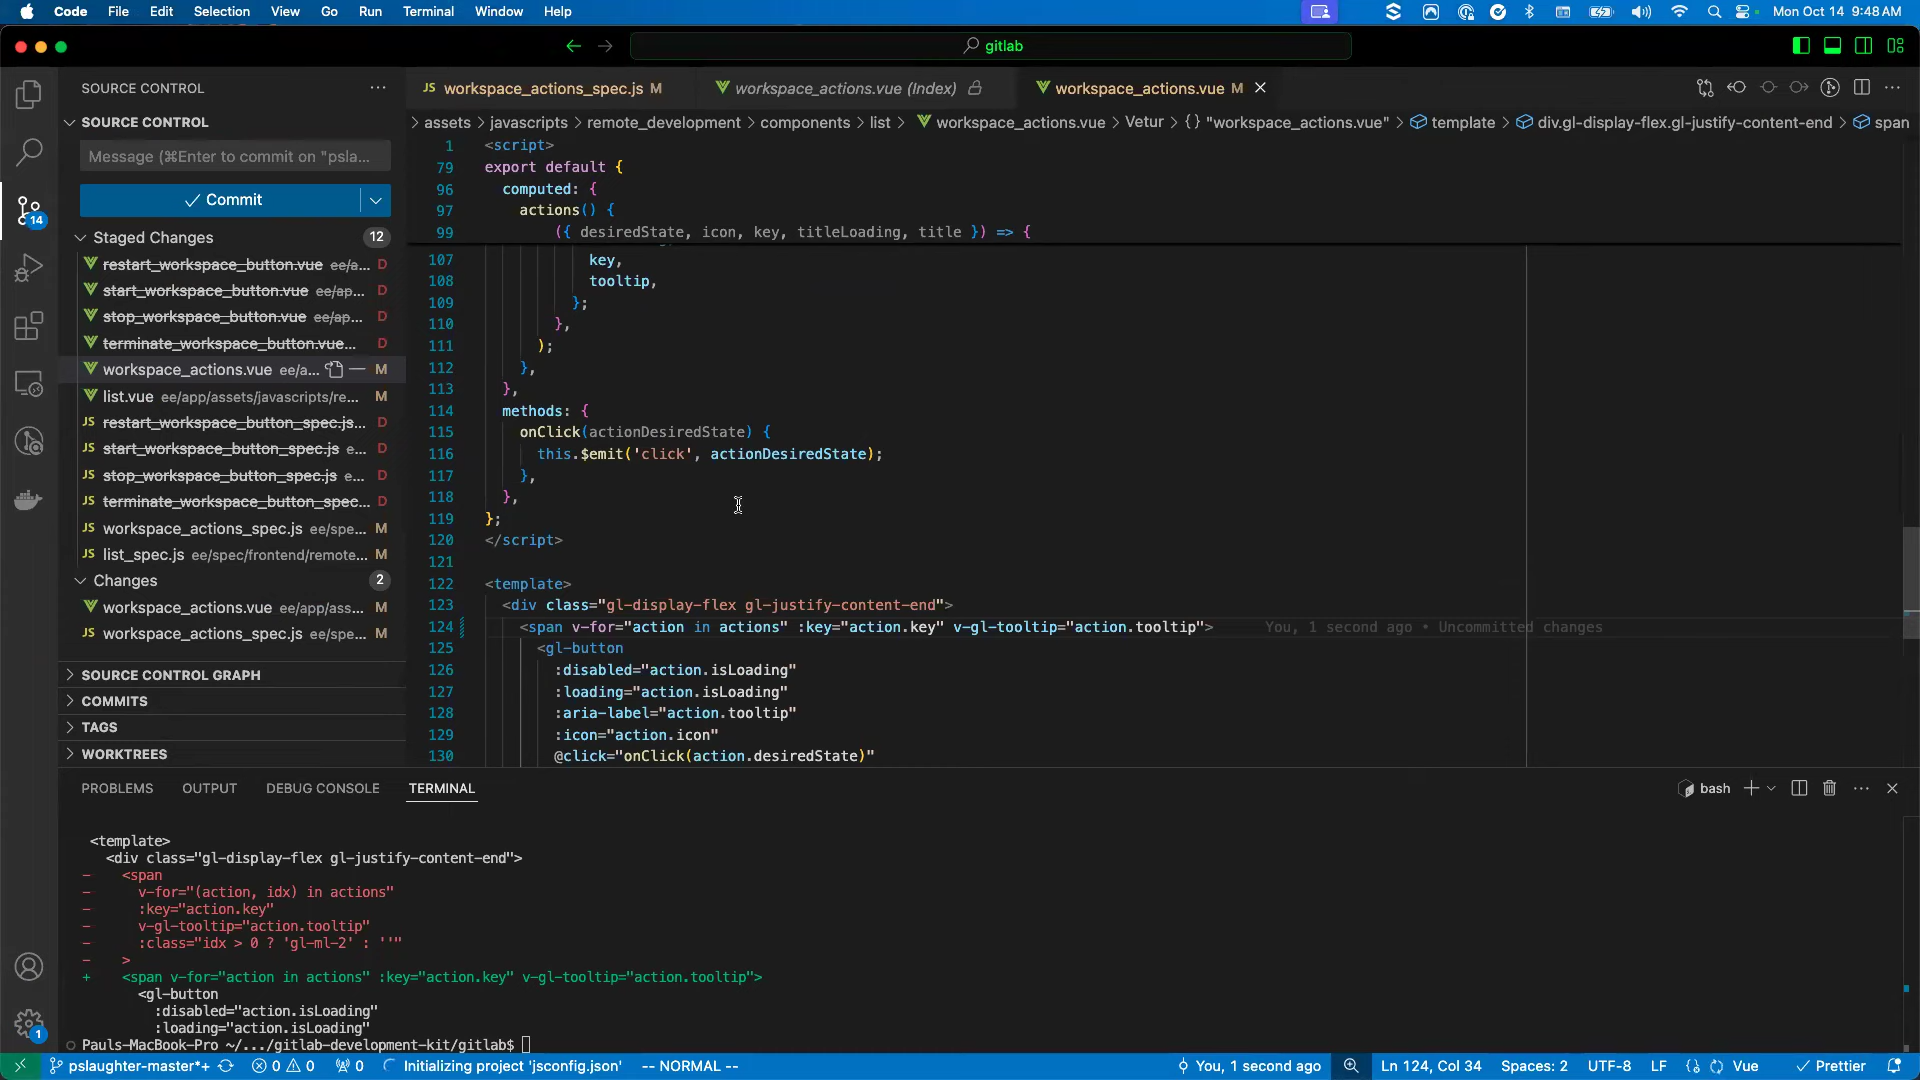 Code File Edit Selection View Go Run Terminal Window Help
Mon Oct 14 9:48 AM
gitlab
SOURCE CONTROL
SOURCE CONTROL
Message (⌘Enter to commit on "psla...
Commit
Staged Changes 12
restart_workspace_button.vue ee/a... D
start_workspace_button.vue ee/ap... D
stop_workspace_button.vue ee/ap... D
terminate_workspace_button.vue... D
workspace_actions.vue ee/a... M
list.vue ee/app/assets/javascripts/re... M
JS restart_workspace_button_spec.js... D
JS start_workspace_button_spec.js e... D
JS stop_workspace_button_spec.js e... D
JS terminate_workspace_button_spec... D
JS workspace_actions_spec.js ee/spe... M
JS list_spec.js ee/spec/frontend/remote... M
Changes 2
workspace_actions.vue ee/app/ass... M
JS workspace_actions_spec.js ee/spe... M
SOURCE CONTROL GRAPH
COMMITS
TAGS
WORKTREES
14
1
JS workspace_actions_spec.js M
workspace_actions.vue (Index)
workspace_actions.vue M
> assets > javascripts > remote_development > components > list > workspace_actions.vue > Vetur > {} "workspace_actions.vue" > template > div.gl-display-flex.gl-justify-content-end > span
1 <script>
79 export default {
96 computed: {
97 actions() {
99 ({ desiredState, icon, key, titleLoading, title }) => {
107 key,
108 tooltip,
109 };
110 },
111 );
112 },
113 },
114 methods: {
115 onClick(actionDesiredState) {
116 this.$emit('click', actionDesiredState);
117 },
118 },
119 };
120 </script>
121
122 <template>
123 <div class="gl-display-flex gl-justify-content-end">
124 <span v-for="action in actions" :key="action.key" v-gl-tooltip="action.tooltip"> You, 1 second ago • Uncommitted changes
125 <gl-button
126 :disabled="action.isLoading"
127 :loading="action.isLoading"
128 :aria-label="action.tooltip"
129 :icon="action.icon"
130 @click="onClick(action.desiredState)"
PROBLEMS OUTPUT DEBUG CONSOLE TERMINAL
bash
<template>
<div class="gl-display-flex gl-justify-content-end">
- <span
- v-for="(action, idx) in actions"
- :key="action.key"
- v-gl-tooltip="action.tooltip"
- :class="idx > 0 ? 'gl-ml-2' : ''"
- >
+ <span v-for="action in actions" :key="action.key" v-gl-tooltip="action.tooltip">
<gl-button
:disabled="action.isLoading"
:loading="action.isLoading"
Pauls-MacBook-Pro ~/.../gitlab-development-kit/gitlab$
pslaughter-master*+ 0 0 0 Initializing project 'jsconfig.json' -- NORMAL -- You, 1 second ago Ln 124, Col 34 Spaces: 2 UTF-8 LF Vue Prettier